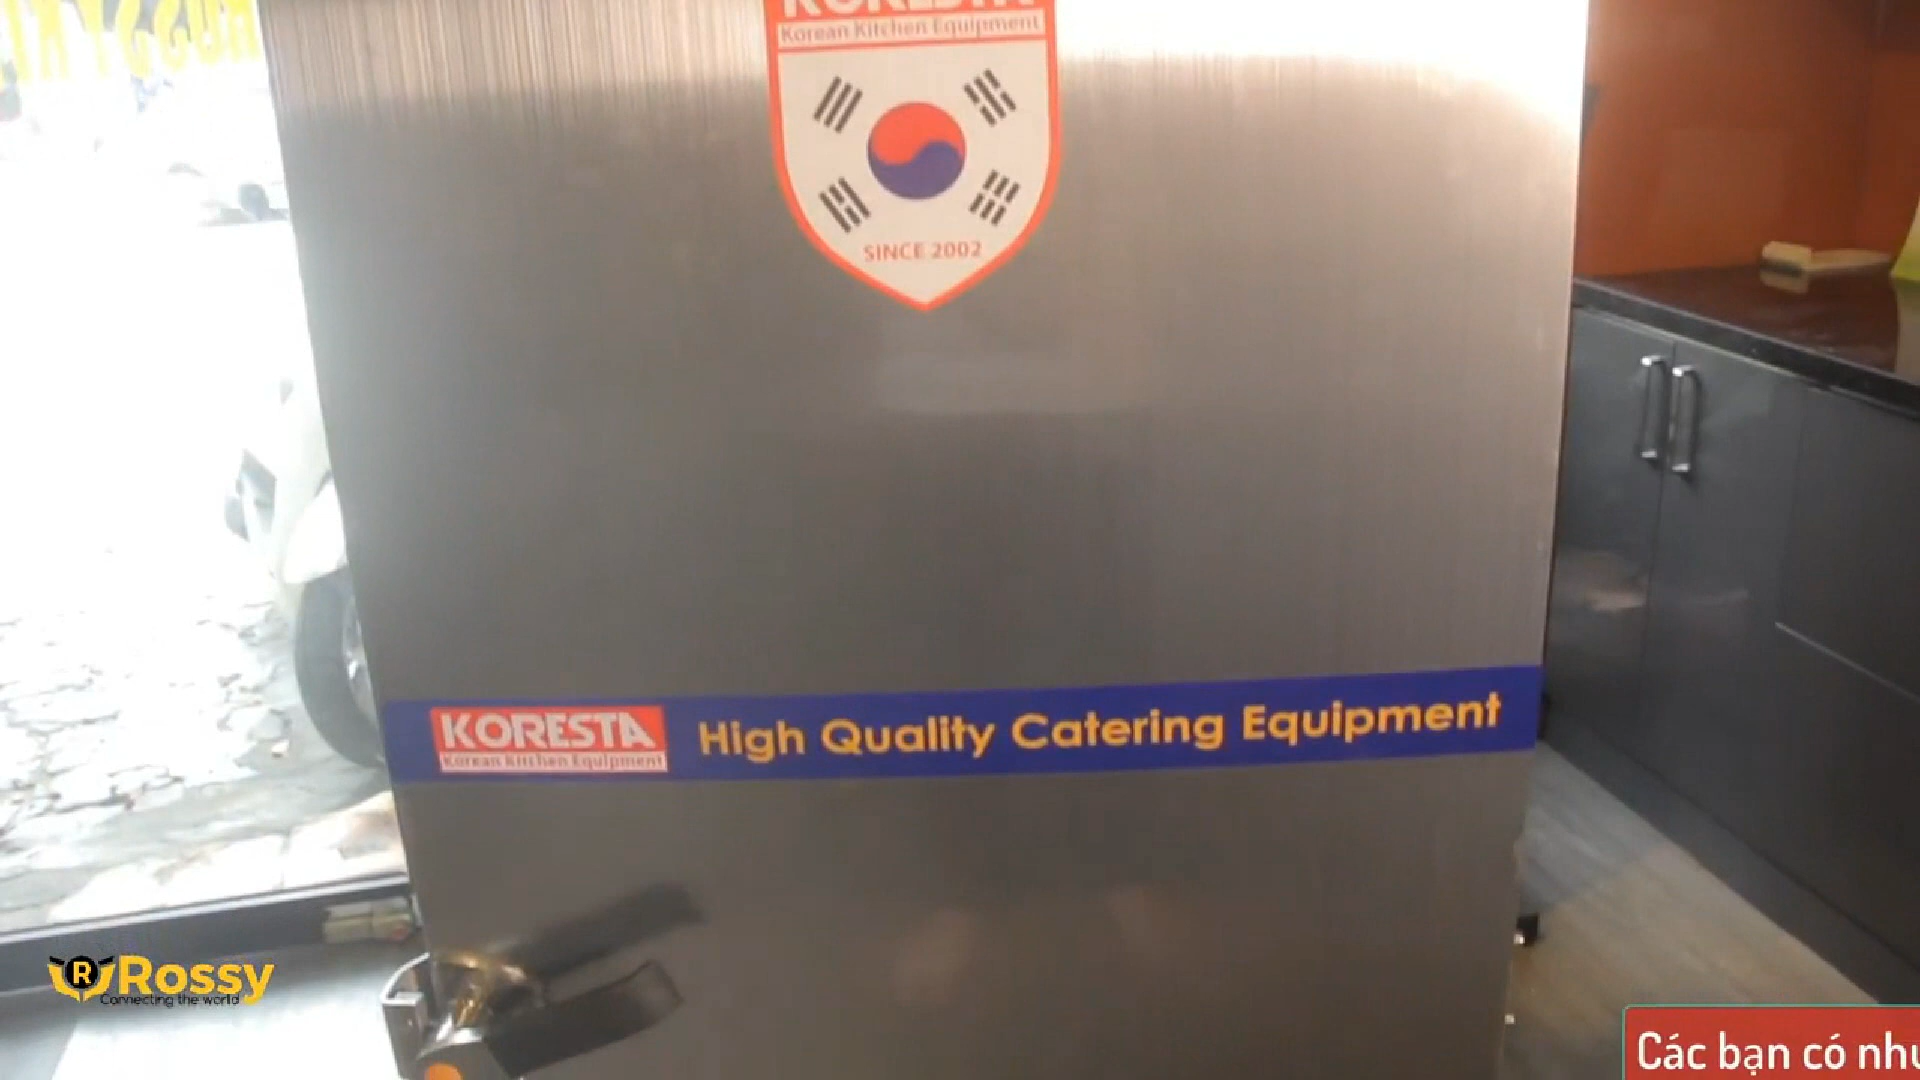 KORESTA
Korean Kitchen Equipment
SINCE 2002
KORESTA
Korean Kitchen Equipment
High Quality Catering Equipment
R
Rossy
Connecting the world
Các bạn có nhu